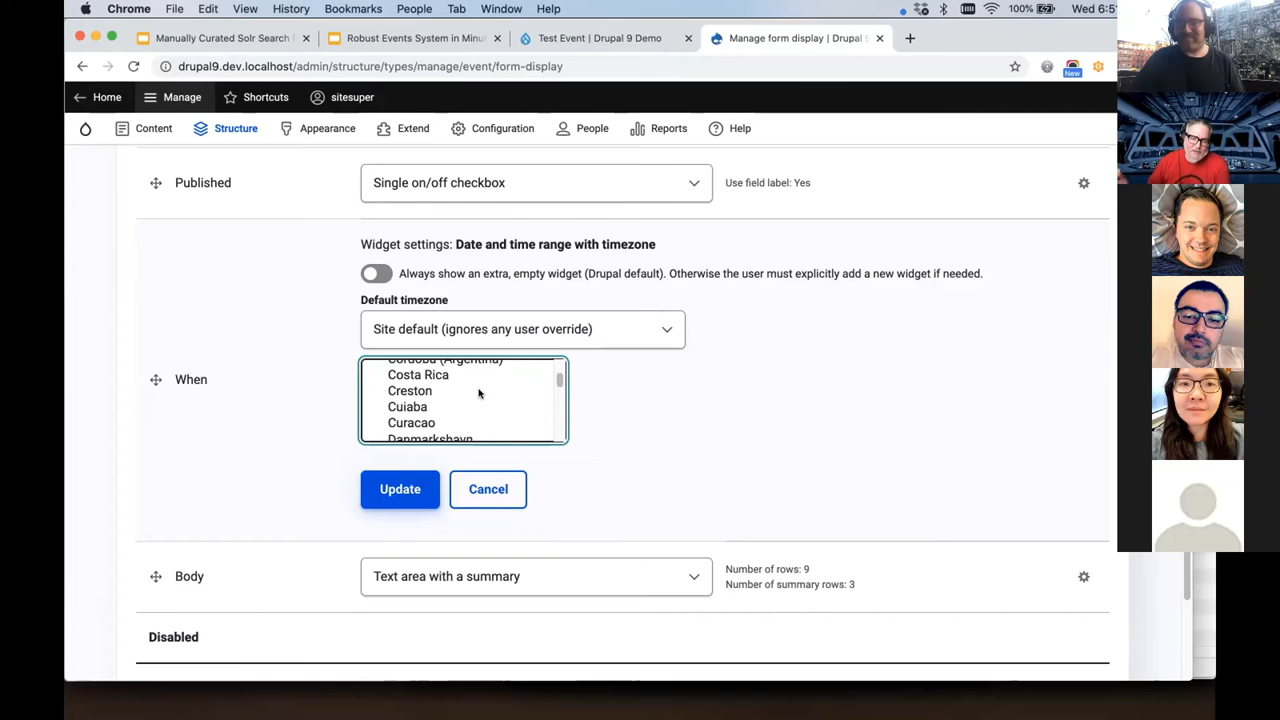 Chrome File Edit View History Bookmarks People Tab Window Help 100% Wed 6:5
Manually Curated Solr Search Robust Events System in Minu Test Event | Drupal 9 Demo Manage form display | Drupal
drupal9.dev.localhost/admin/structure/types/manage/event/form-display
New
Home Manage Shortcuts sitesuper
Content Structure Appearance Extend Configuration People Reports Help
Published Single on/off checkbox Use field label: Yes
Widget settings: Date and time range with timezone
Always show an extra, empty widget (Drupal default). Otherwise the user must explicitly add a new widget if needed.
Default timezone
Site default (ignores any user override)
Cordoba (Argentina)
Costa Rica
When
Creston
Cuiaba
Curacao
Danmarkshavn
Update Cancel
Body Text area with a summary Number of rows: 9
Number of summary rows: 3
Disabled